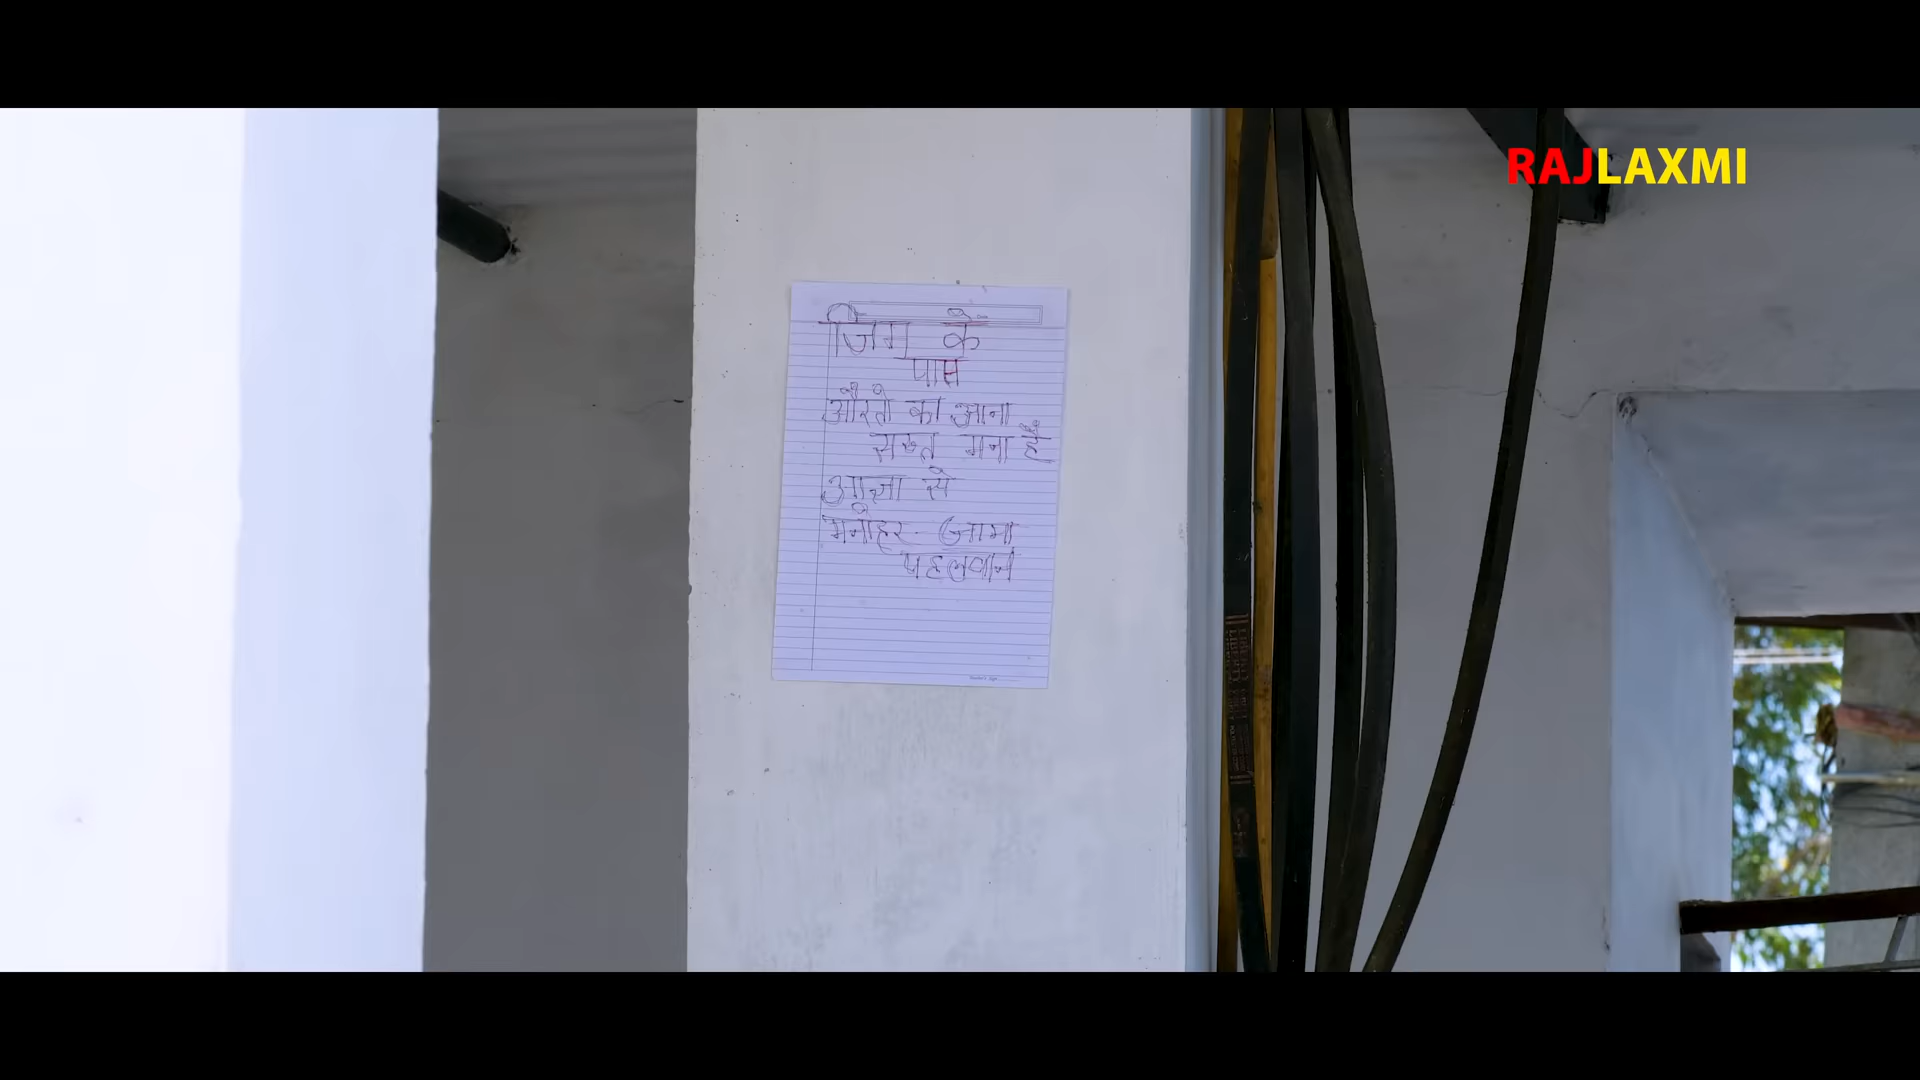 RAJLAXMI
जिम के
पास
औरतो का आना
सख्त मना है
आज्ञा से
मनोहर जामा
पहलवान